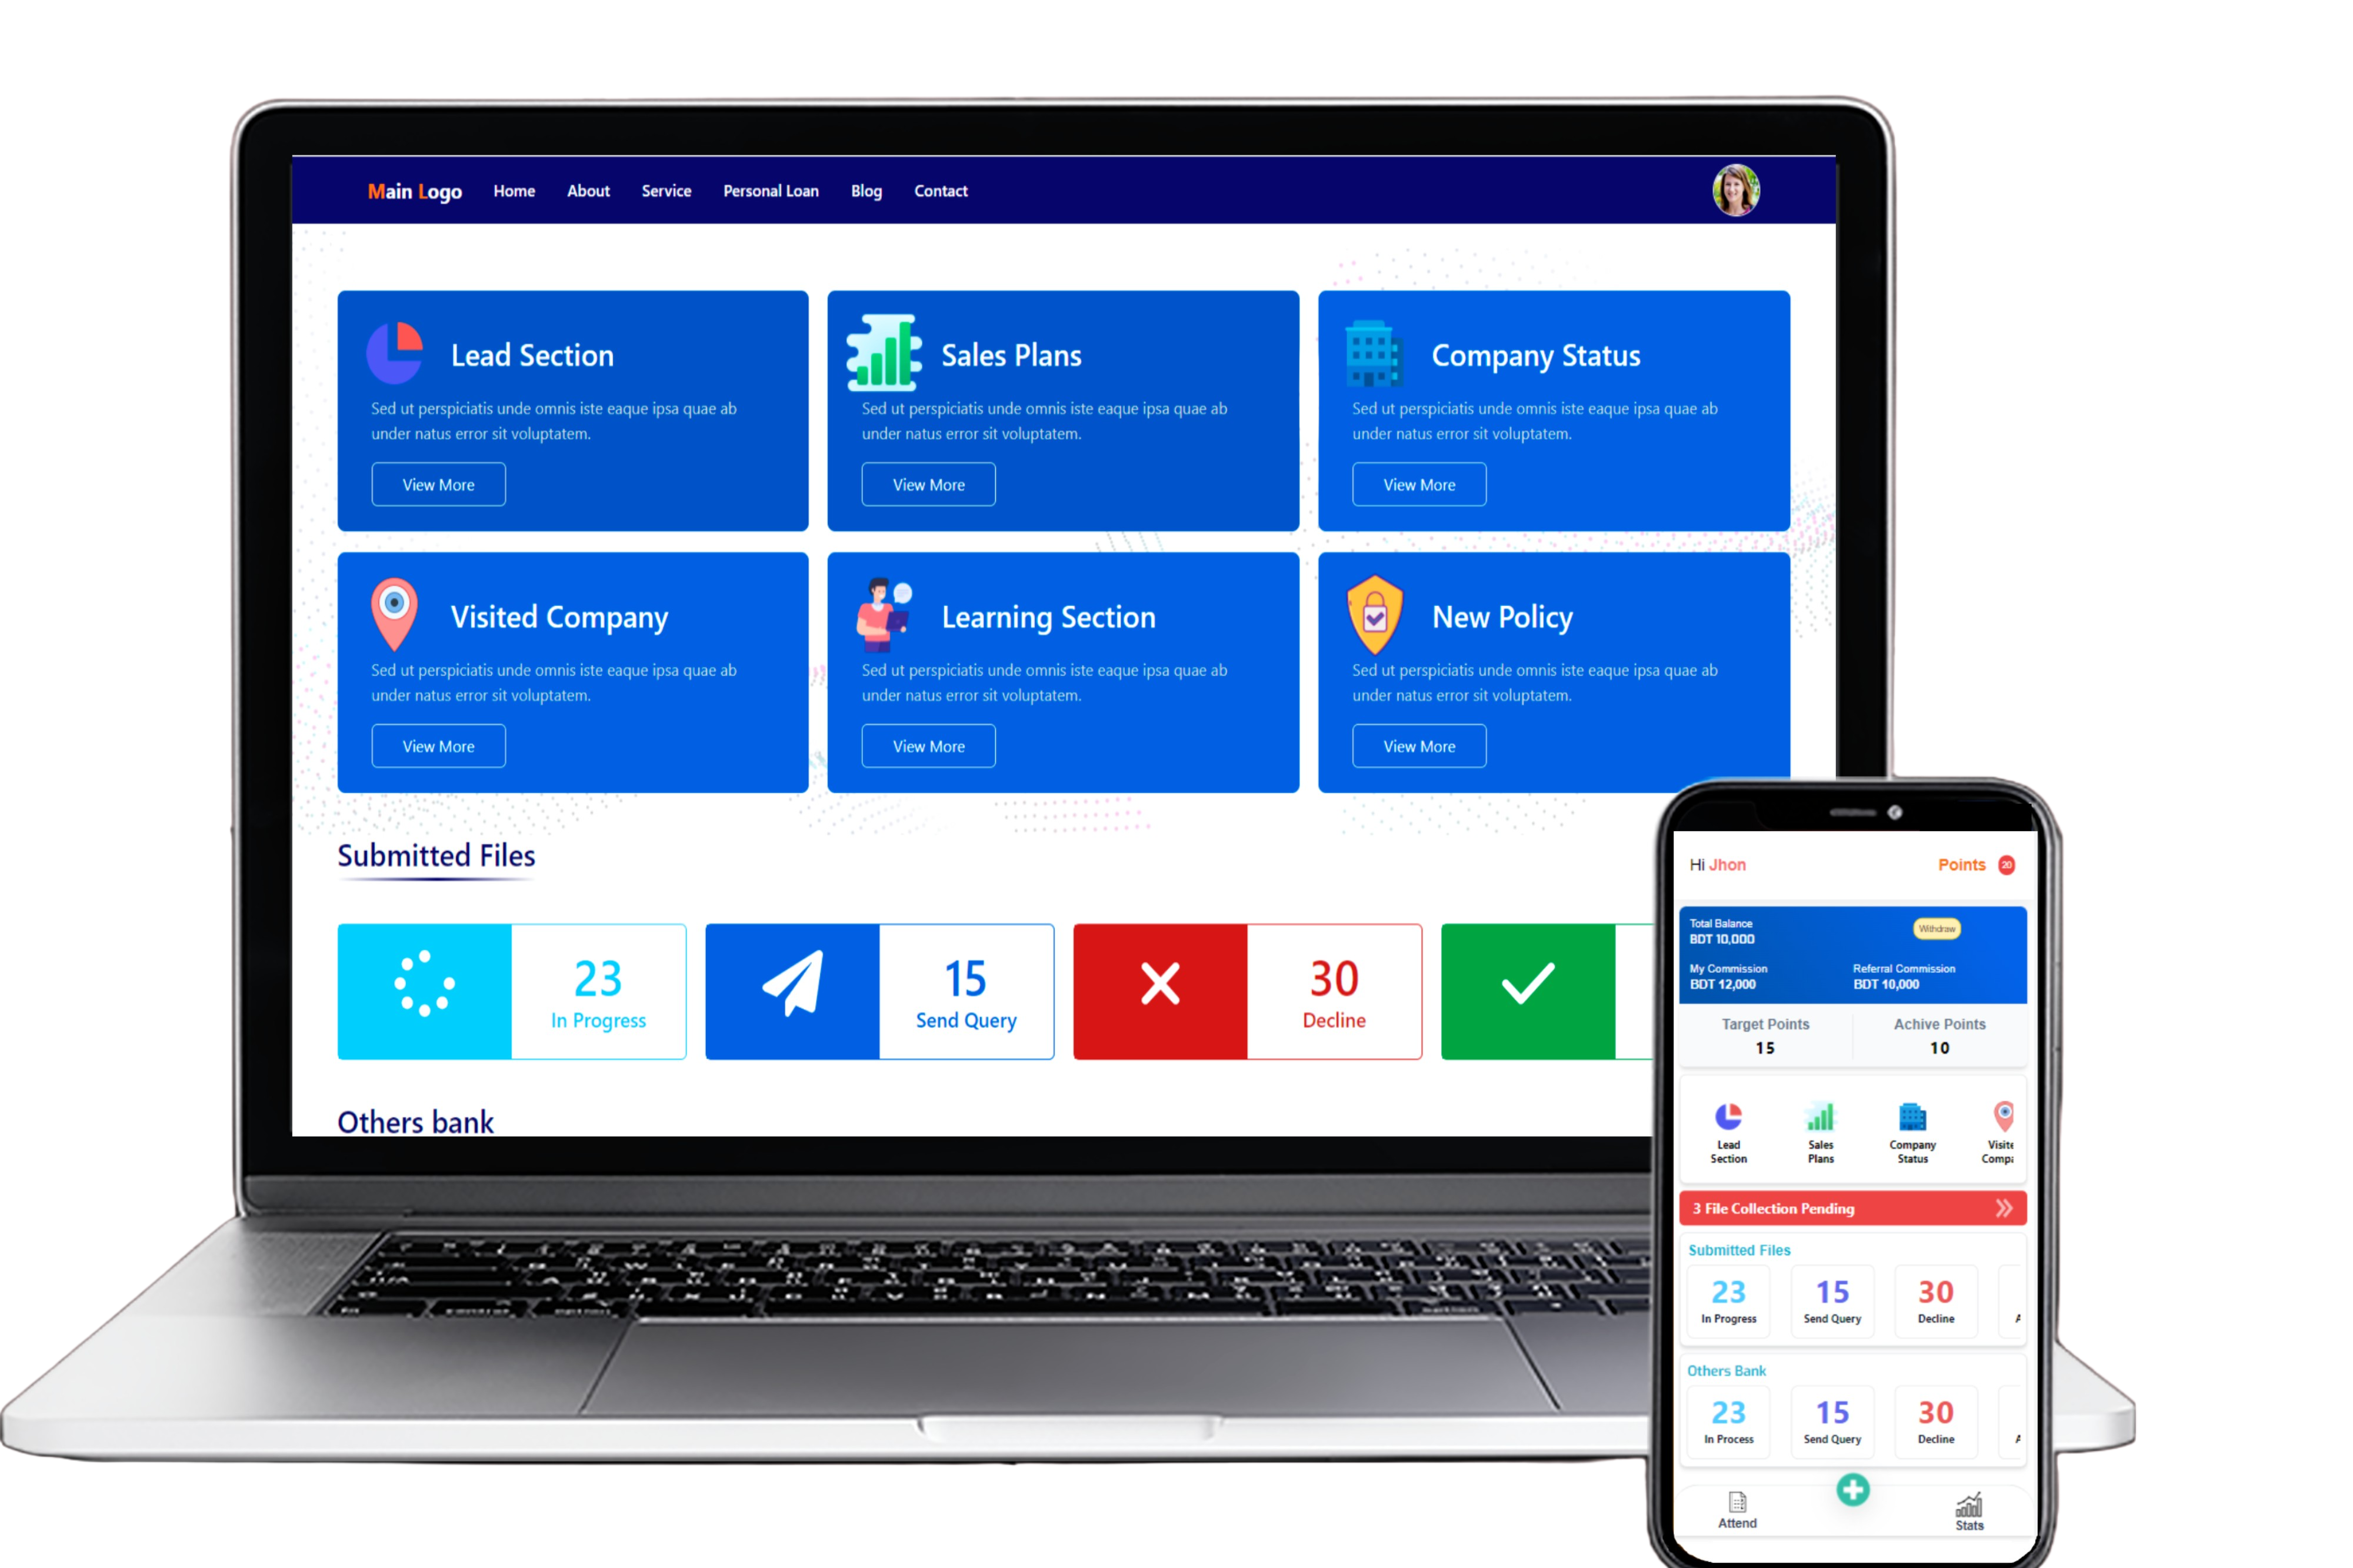 Main Logo Home About Service Personal Loan Blog Contact
Lead Section
Sed ut perspiciatis unde omnis iste eaque ipsa quae ab
under natus error sit voluptatem.
View More
Sales Plans
Sed ut perspiciatis unde omnis iste eaque ipsa quae ab
under natus error sit voluptatem.
View More
Company Status
Sed ut perspiciatis unde omnis iste eaque ipsa quae ab
under natus error sit voluptatem.
View More
Visited Company
Sed ut perspiciatis unde omnis iste eaque ipsa quae ab
under natus error sit voluptatem.
View More
Learning Section
Sed ut perspiciatis unde omnis iste eaque ipsa quae ab
under natus error sit voluptatem.
View More
New Policy
Sed ut perspiciatis unde omnis iste eaque ipsa quae ab
under natus error sit voluptatem.
View More
Submitted Files
23
In Progress
15
Send Query
30
Decline
Others bank
Hi Jhon Points 20
Total Balance
BDT 10,000
Withdraw
My Commission
BDT 12,000
Referral Commission
BDT 10,000
Target Points
15
Achive Points
10
Lead
Section
Sales
Plans
Company
Status
Visite
Compa
3 File Collection Pending
Submitted Files
23
In Progress
15
Send Query
30
Decline
A
Others Bank
23
In Process
15
Send Query
30
Decline
A
Attend
Stats